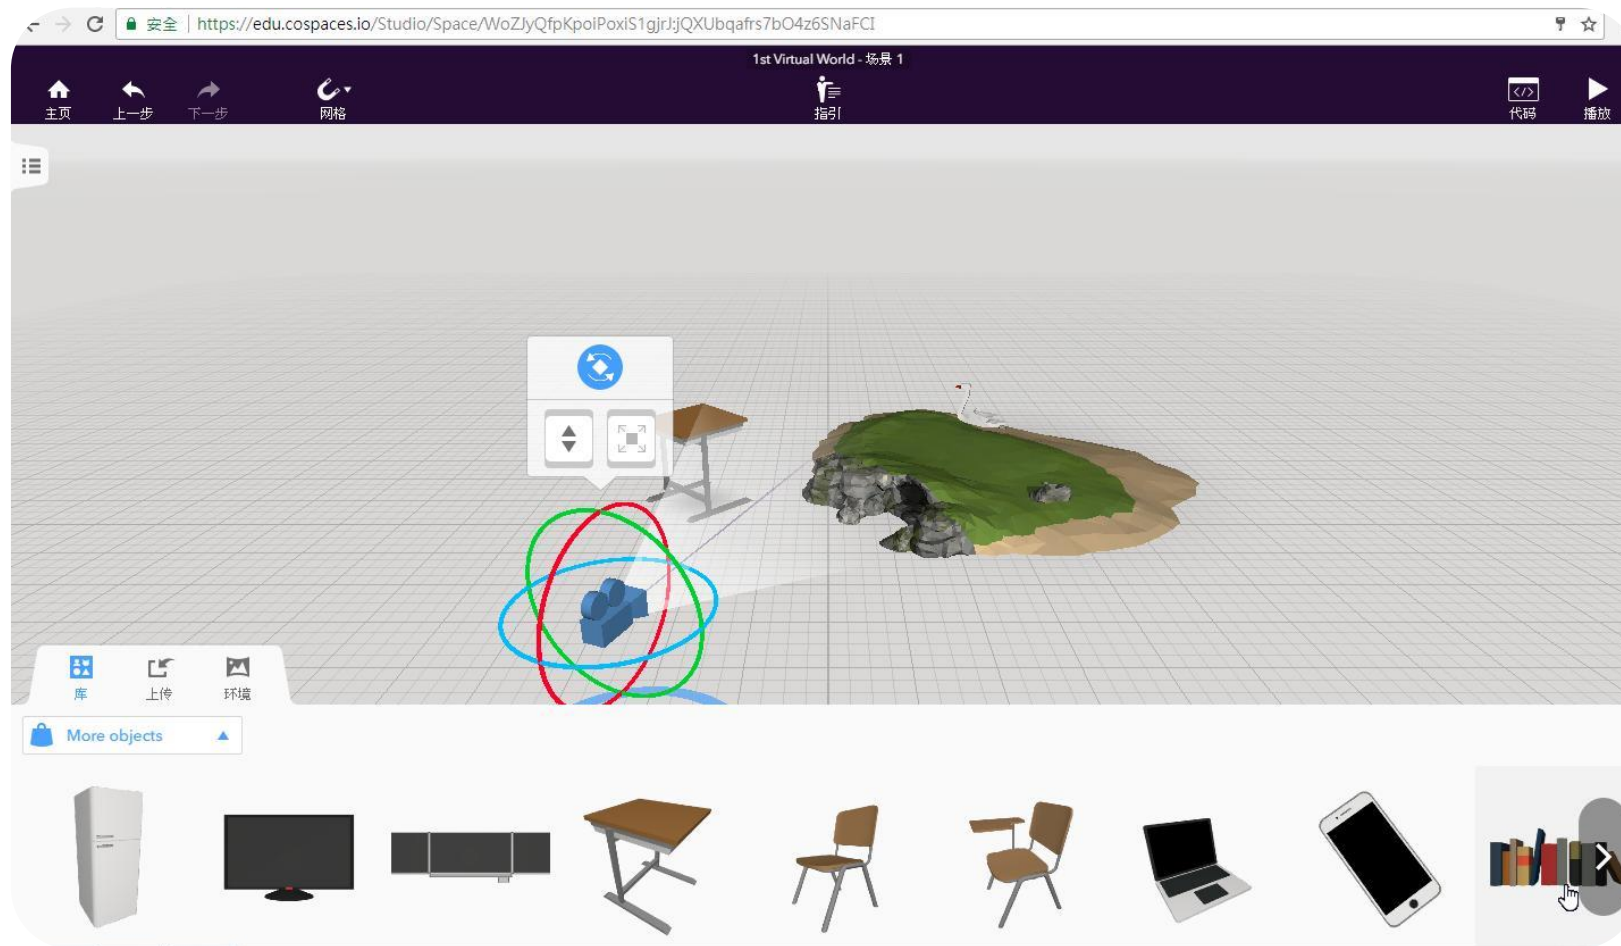 安全 | https://edu.cospaces.io/Studio/Space/WoZJyQfpKpoiPoxiS1gjrJ:jQXUbqafrs7bO4z6SNaFCI
1st Virtual World - 场景 1
主页 上一步 下一步 网格 指引 代码 播放
库 上传 环境
More objects